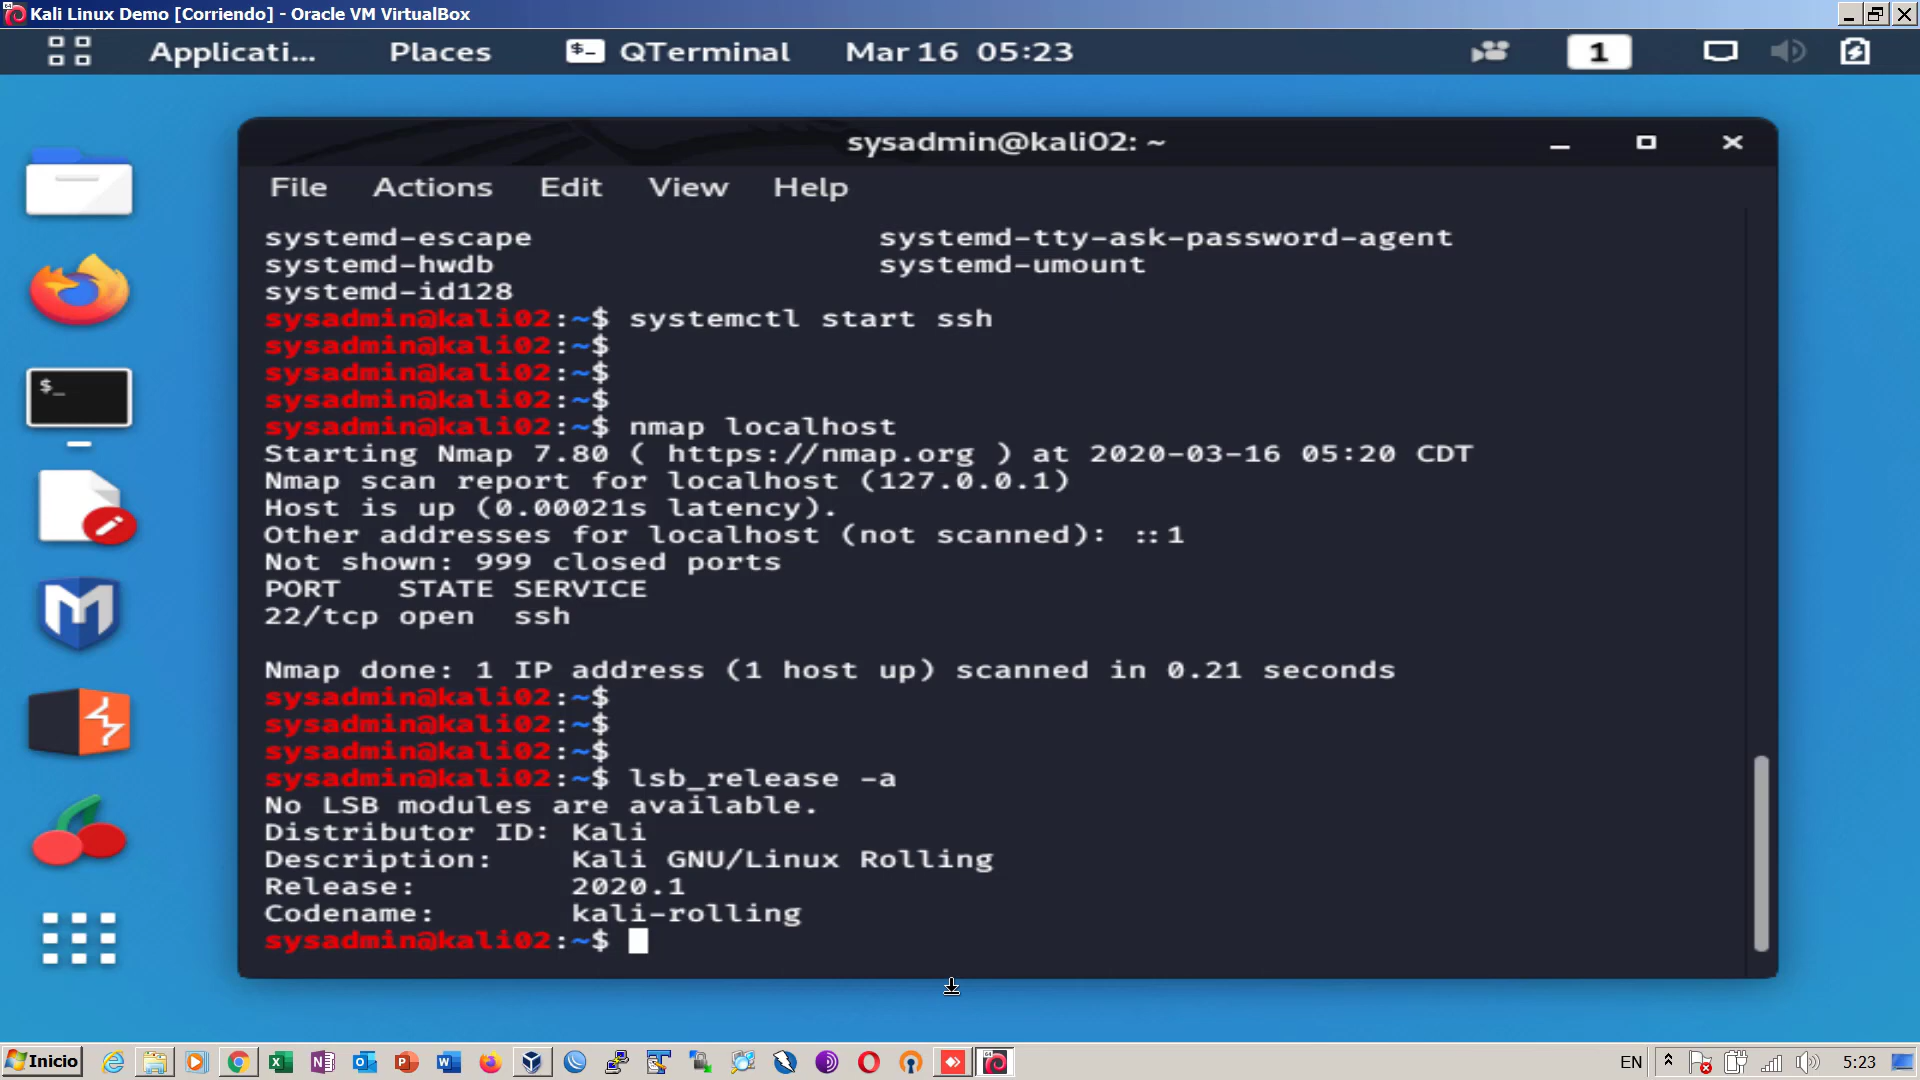 Kali Linux Demo [Corriendo] - Oracle VM VirtualBox
Applicati... Places $_ QTerminal Mar 16 05:23 1
sysadmin@kali02: ~
File Actions Edit View Help
systemd-escape systemd-tty-ask-password-agent
systemd-hwdb systemd-umount
systemd-id128
sysadmin@kali02:~$ systemctl start ssh
sysadmin@kali02:~$
sysadmin@kali02:~$
sysadmin@kali02:~$
sysadmin@kali02:~$ nmap localhost
Starting Nmap 7.80 ( https://nmap.org ) at 2020-03-16 05:20 CDT
Nmap scan report for localhost (127.0.0.1)
Host is up (0.00021s latency).
Other addresses for localhost (not scanned): ::1
Not shown: 999 closed ports
PORT STATE SERVICE
22/tcp open ssh
Nmap done: 1 IP address (1 host up) scanned in 0.21 seconds
sysadmin@kali02:~$
sysadmin@kali02:~$
sysadmin@kali02:~$
sysadmin@kali02:~$ lsb_release -a
No LSB modules are available.
Distributor ID: Kali
Description: Kali GNU/Linux Rolling
Release: 2020.1
Codename: kali-rolling
sysadmin@kali02:~$
$_
Inicio EN 5:23